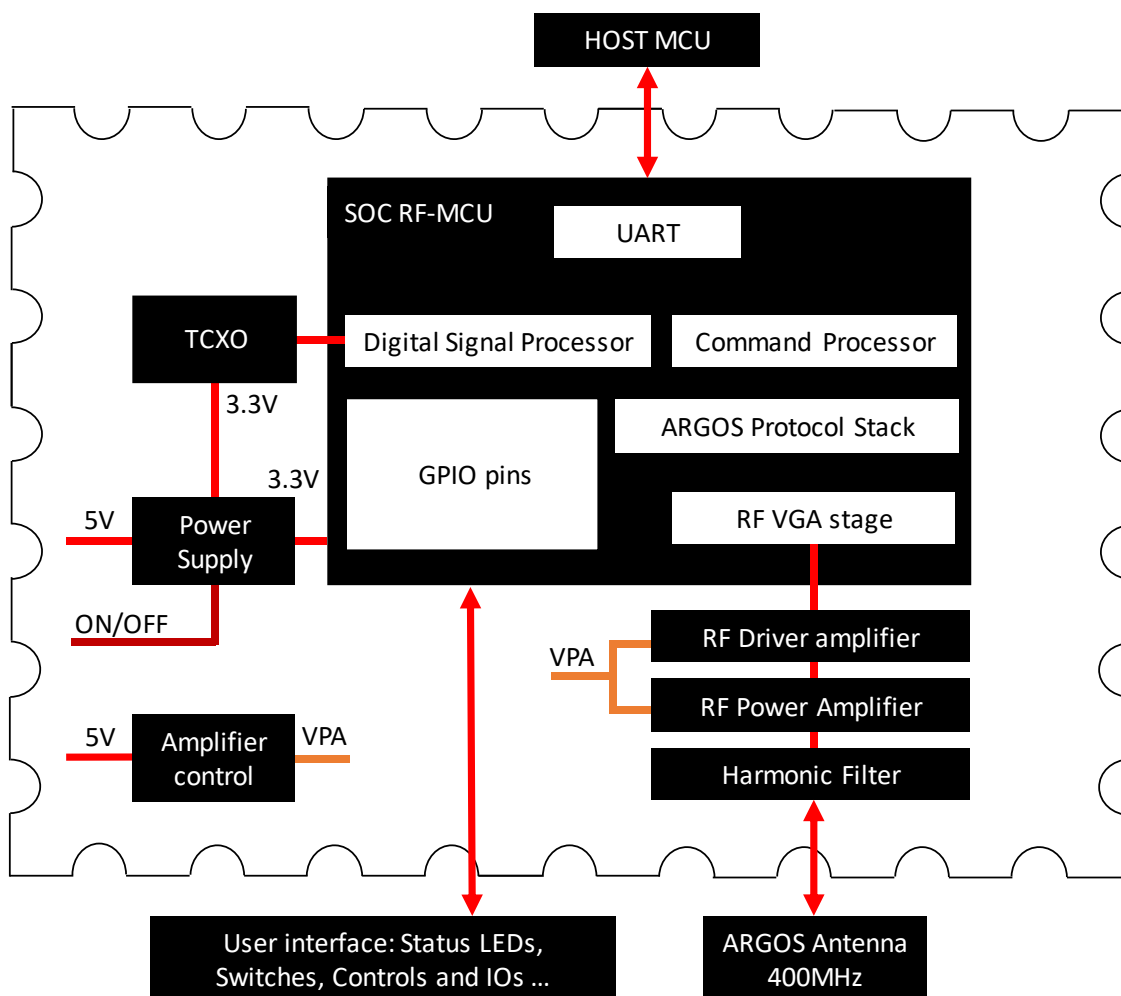 HOST MCU
SOC RF-MCU
UART
TCXO
Digital Signal Processor
Command Processor
3.3V
ARGOS Protocol Stack
GPIO pins
3.3V
5V
Power
Supply
RF VGA stage
ON/OFF
RF Driver amplifier
VPA
RF Power Amplifier
5V
Amplifier
control
VPA
Harmonic Filter
User interface: Status LEDs,
Switches, Controls and IOs ...
ARGOS Antenna
400MHz